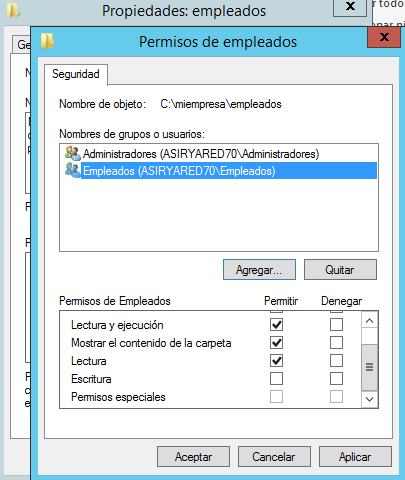 Propiedades: empleados
x
r todo
Permisos de empleados
x
onar pi
Ge
Seguridad
Nombre de objeto: C:\miempresa\empleados
Nombres de grupos o usuarios:
Administradores (ASIRYARED70\Administradores)
Empleados (ASIRYARED70\Empleados)
Agregar... Quitar
Permisos de Empleados Permitir Denegar
Lectura y ejecución
Mostrar el contenido de la carpeta
Lectura
Escritura
Permisos especiales
Aceptar Cancelar Aplicar